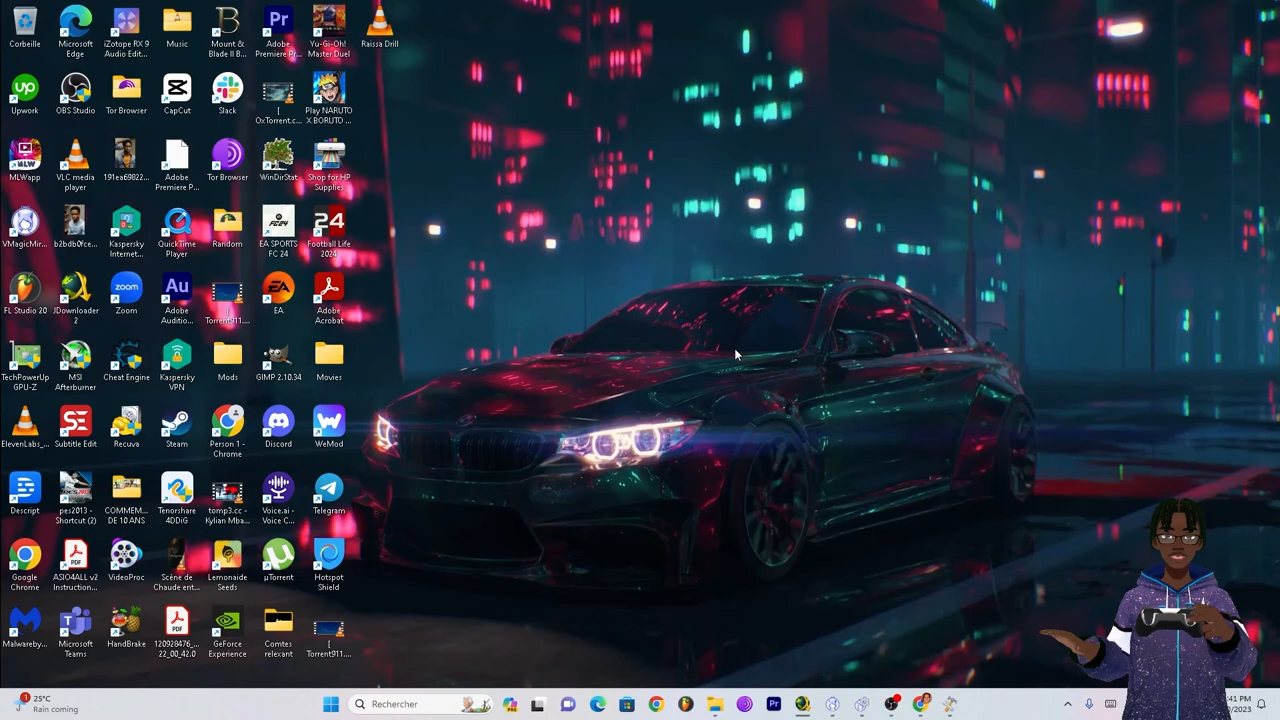 Corbeille
Microsoft Edge
iZotope RX 9 Audio Edit...
Music
Mount & Blade II B...
Adobe Premiere Pr...
Yu-Gi-Oh! Master Duel
Raissa Drill
Upwork
OBS Studio
Tor Browser
CapCut
Slack
[ OxTorrent.c...
Play NARUTO X BORUTO ...
MLWapp
VLC media player
191ea69822...
Adobe Premiere P...
Tor Browser
WinDirStat
Shop for HP Supplies
VMagicMir...
b2bdb0fce...
Kaspersky Internet...
QuickTime Player
Random
EA SPORTS FC 24
Football Life 2024
FL Studio 20
JDownloader 2
Zoom
Adobe Auditio...
[ Torrent911....
EA
Adobe Acrobat
TechPowerUp GPU-Z
MSI Afterburner
Cheat Engine
Kaspersky VPN
Mods
GIMP 2.10.34
Movies
ElevenLabs_...
Subtitle Edit
Recuva
Steam
Person 1 - Chrome
Discord
WeMod
Descript
pes2013 - Shortcut (2)
COMMEM... DE 10 ANS
Tenorshare 4DDiG
tomp3.cc - Kylian Mba...
Voice.ai - Voice C...
Telegram
Google Chrome
ASIO4ALL v2 Instruction...
VideoProc
Scène de Chaude ent...
Lemonaide Seeds
µTorrent
Hotspot Shield
Malwareby...
Microsoft Teams
HandBrake
120928476_... 22_00_42.0
GeForce Experience
Comtes relexant
[ Torrent911....
25°C
Rain coming
Rechercher